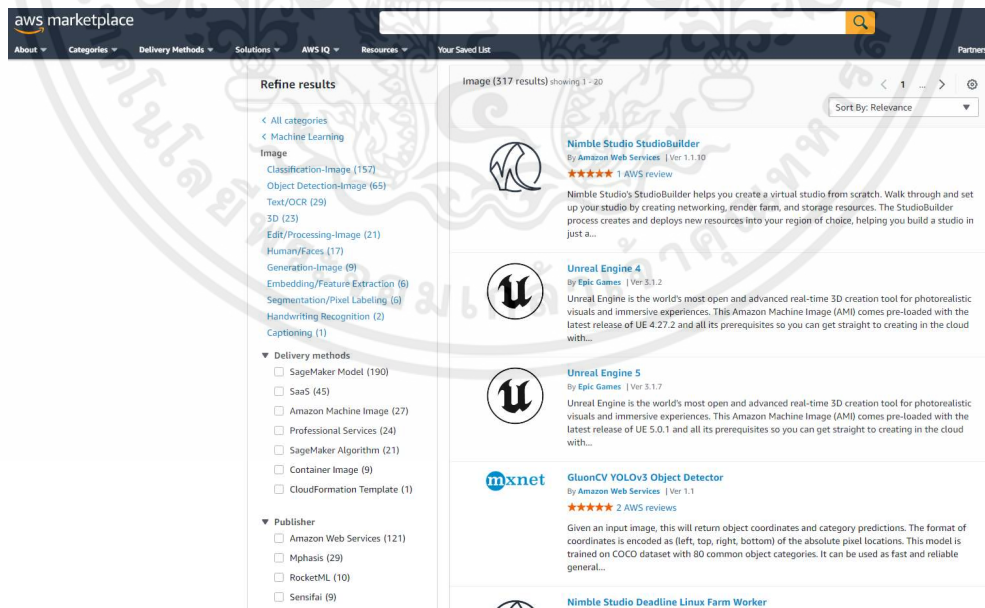 aws marketplace
About
Categories
Delivery Methods
Solutions
AWS IQ
Resources
Your Saved List
Partners
Refine results
< All categories
< Machine Learning
Image
Classification-Image (157)
Object Detection-Image (65)
Text/OCR (29)
3D (23)
Edit/Processing-Image (21)
Human/Faces (17)
Generation-Image (9)
Embedding/Feature Extraction (6)
Segmentation/Pixel Labeling (6)
Handwriting Recognition (2)
Captioning (1)
Delivery methods
SageMaker Model (190)
SaaS (45)
Amazon Machine Image (27)
Professional Services (24)
SageMaker Algorithm (21)
Container Image (9)
CloudFormation Template (1)
Publisher
Amazon Web Services (121)
Mphasis (29)
RocketML (10)
Sensifai (9)
Image (317 results) showing 1 - 20
< 1 ... >
Sort By: Relevance
Nimble Studio StudioBuilder
By Amazon Web Services | Ver 1.1.10
1 AWS review
Nimble Studio's StudioBuilder helps you create a virtual studio from scratch. Walk through and set
up your studio by creating networking, render farm, and storage resources. The StudioBuilder
process creates and deploys new resources into your region of choice, helping you build a studio in
just a...
Unreal Engine 4
By Epic Games | Ver 3.1.2
Unreal Engine is the world's most open and advanced real-time 3D creation tool for photorealistic
visuals and immersive experiences. This Amazon Machine Image (AMI) comes pre-loaded with the
latest release of UE 4.27.2 and all its prerequisites so you can get straight to creating in the cloud
with...
Unreal Engine 5
By Epic Games | Ver 3.1.7
Unreal Engine is the world's most open and advanced real-time 3D creation tool for photorealistic
visuals and immersive experiences. This Amazon Machine Image (AMI) comes pre-loaded with the
latest release of UE 5.0.1 and all its prerequisites so you can get straight to creating in the cloud
with...
mxnet
GluonCV YOLOv3 Object Detector
By Amazon Web Services | Ver 1.1
2 AWS reviews
Given an input image, this will return object coordinates and category predictions. The format of
coordinates is encoded as (left, top, right, bottom) of the absolute pixel locations. This model is
trained on COCO dataset with 80 common object categories. It can be used as fast and reliable
general...
Nimble Studio Deadline Linux Farm Worker